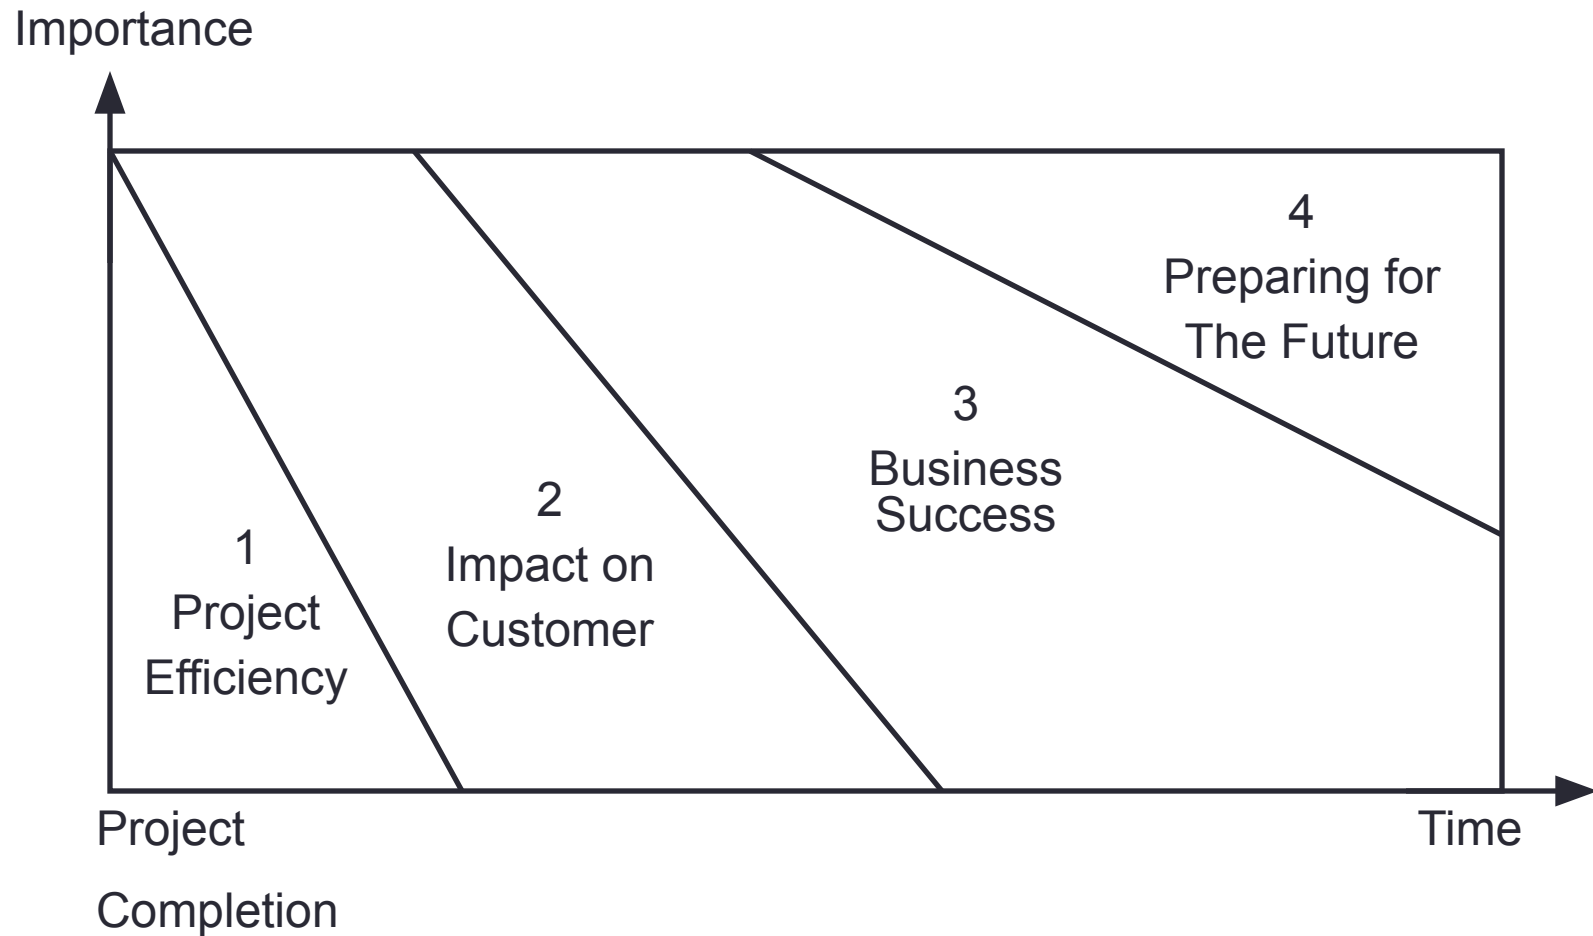 Importance
4
Preparing for
The Future
3
Business
Success
2
Impact on
Customer
1
Project
Efficiency
Project
Completion
Time